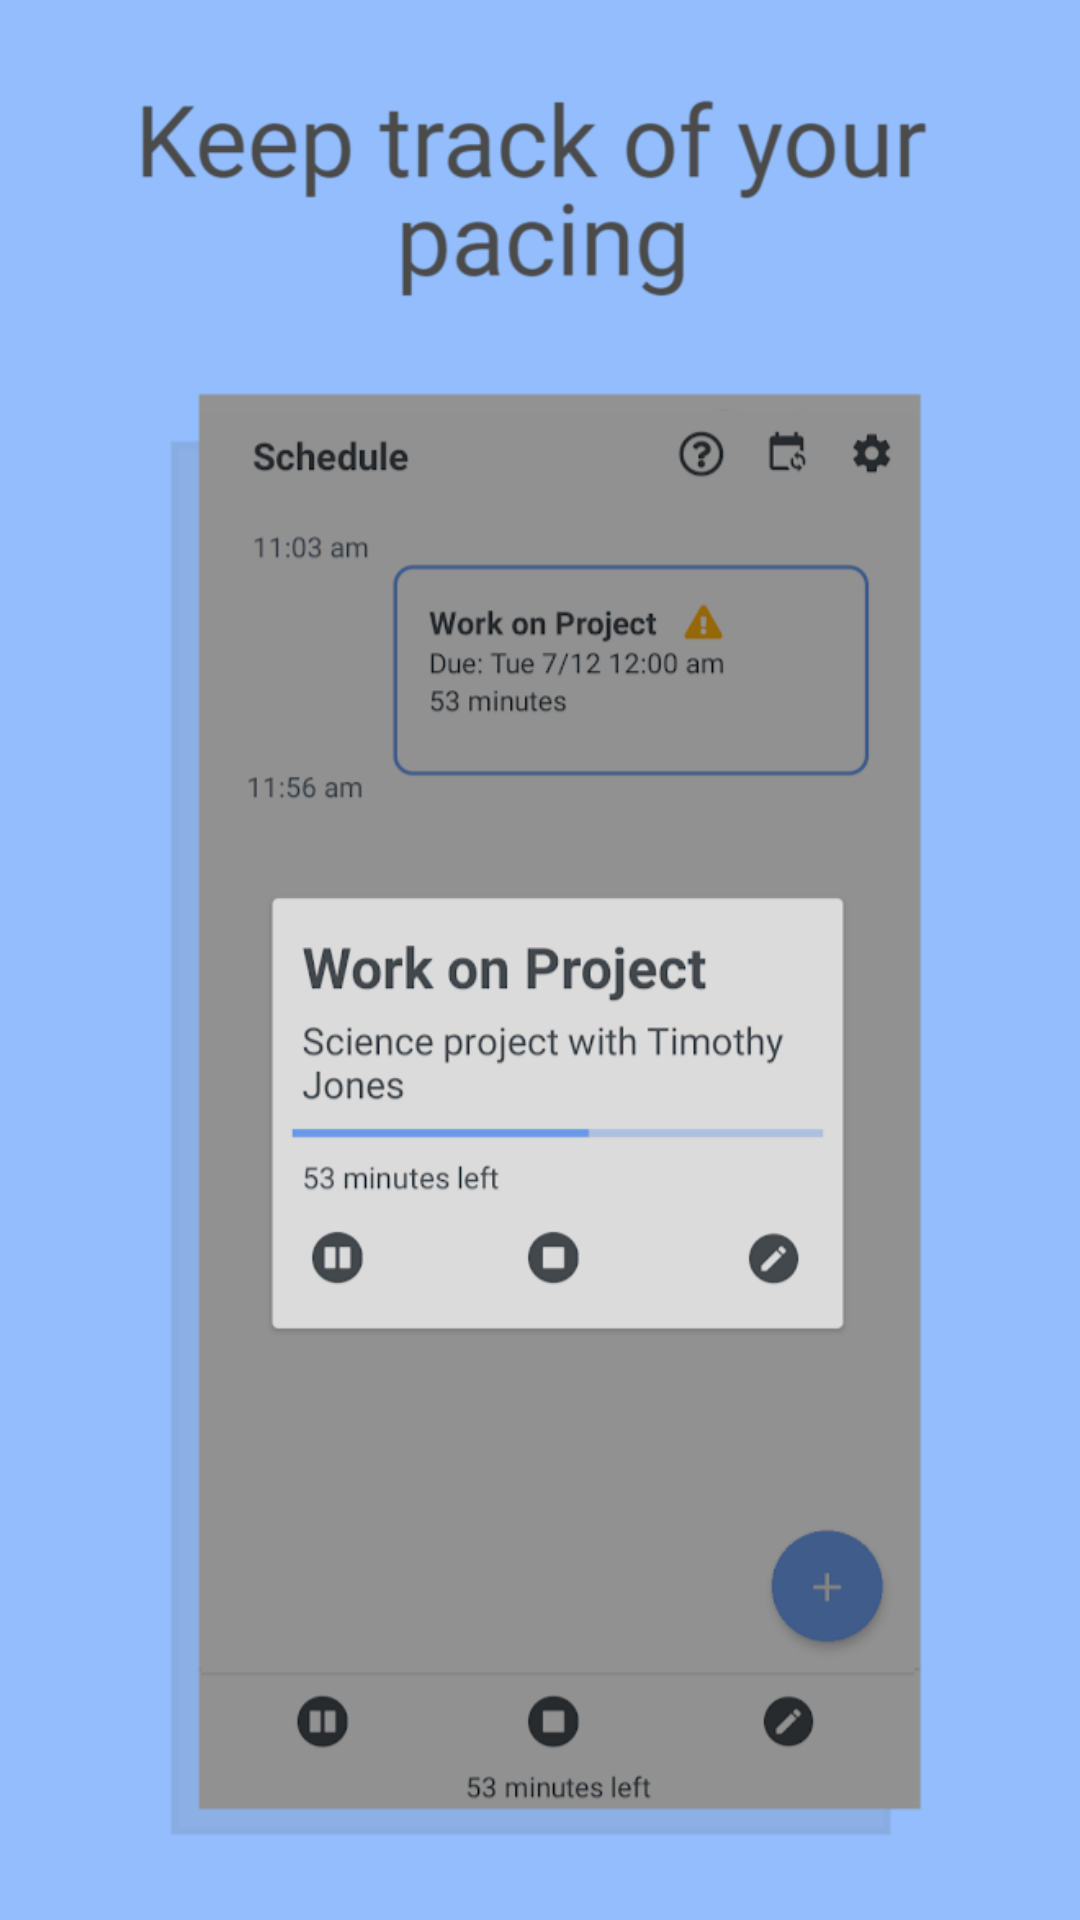 Keep track of your
pacing
Schedule
11:03 am
Work on Project
Due: Tue 7/12 12:00 am
53 minutes
11:56 am
Work on Project
Science project with Timothy
Jones
53 minutes left
53 minutes left